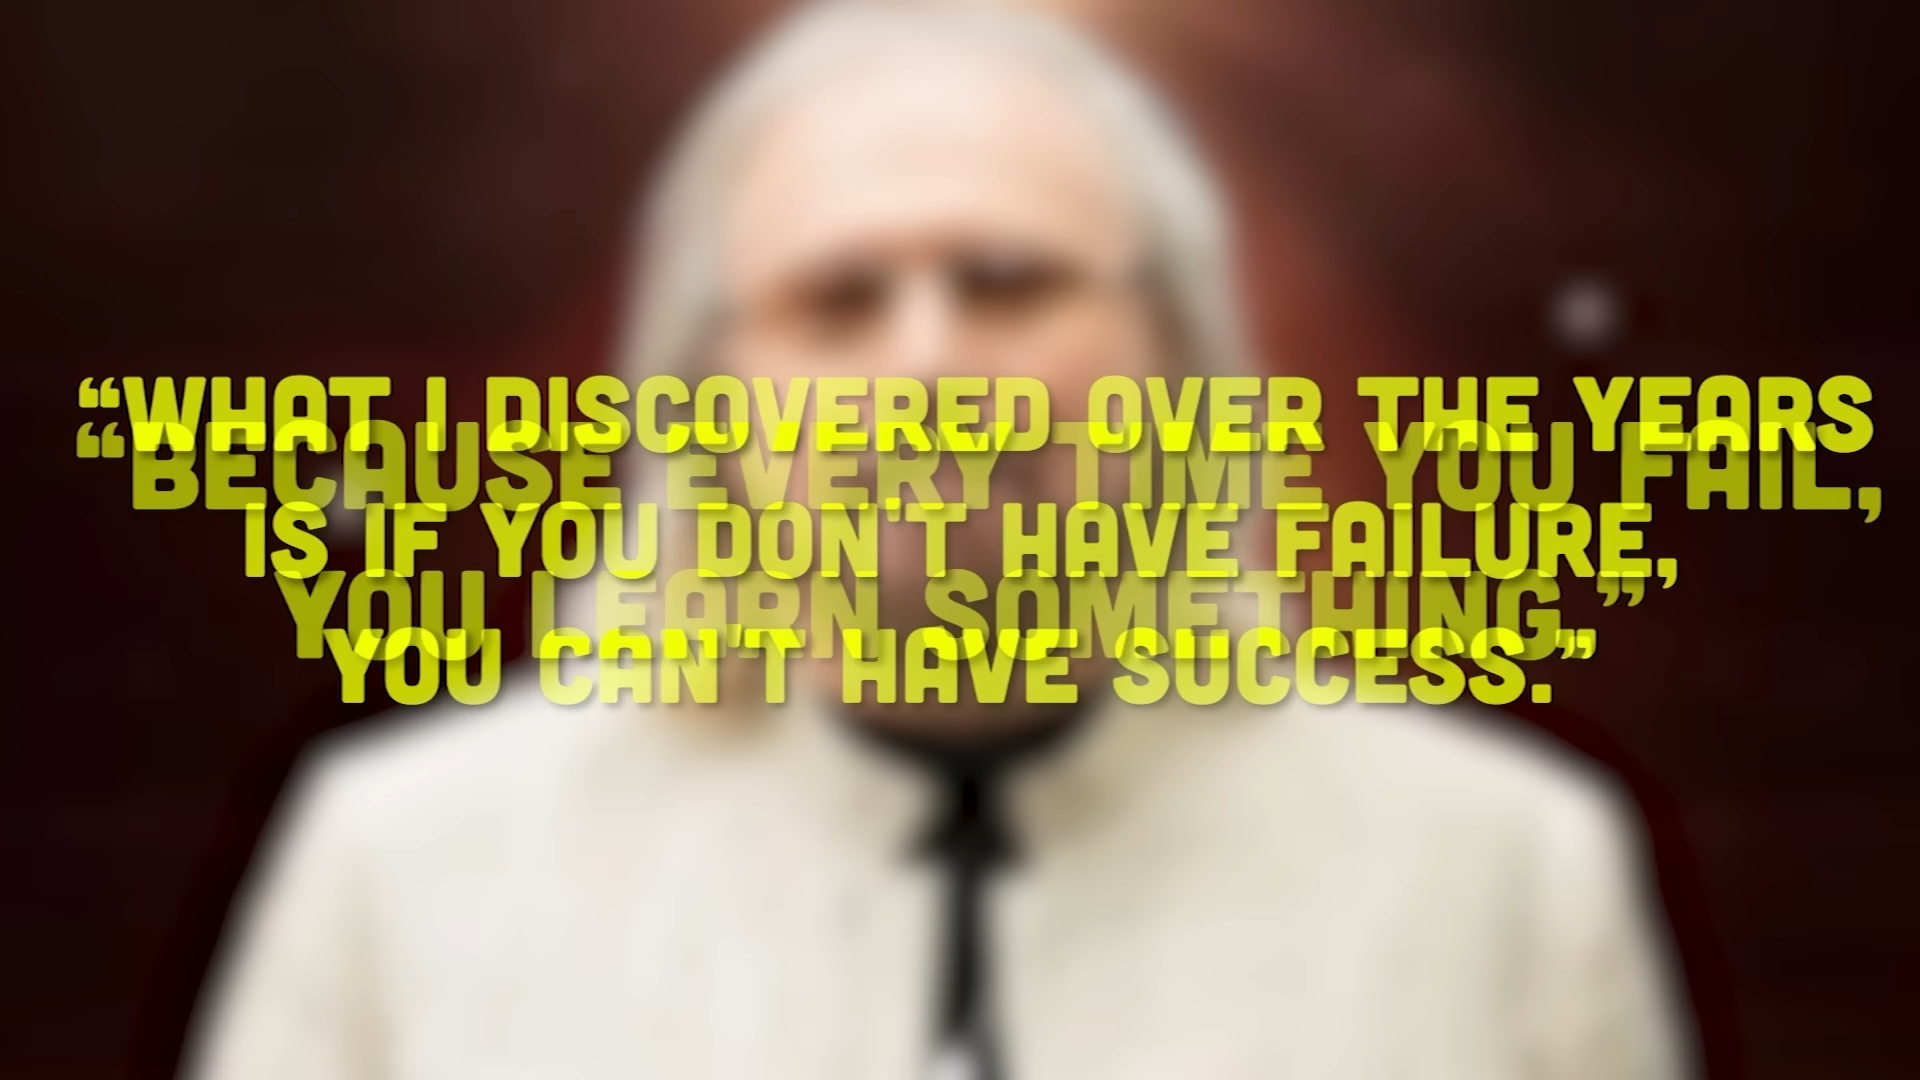 “WHAT I DISCOVERED OVER THE YEARS
IS IF YOU DON'T HAVE FAILURE,
YOU CAN'T HAVE SUCCESS.”
“BECAUSE EVERY TIME YOU FAIL,
YOU LEARN SOMETHING.”